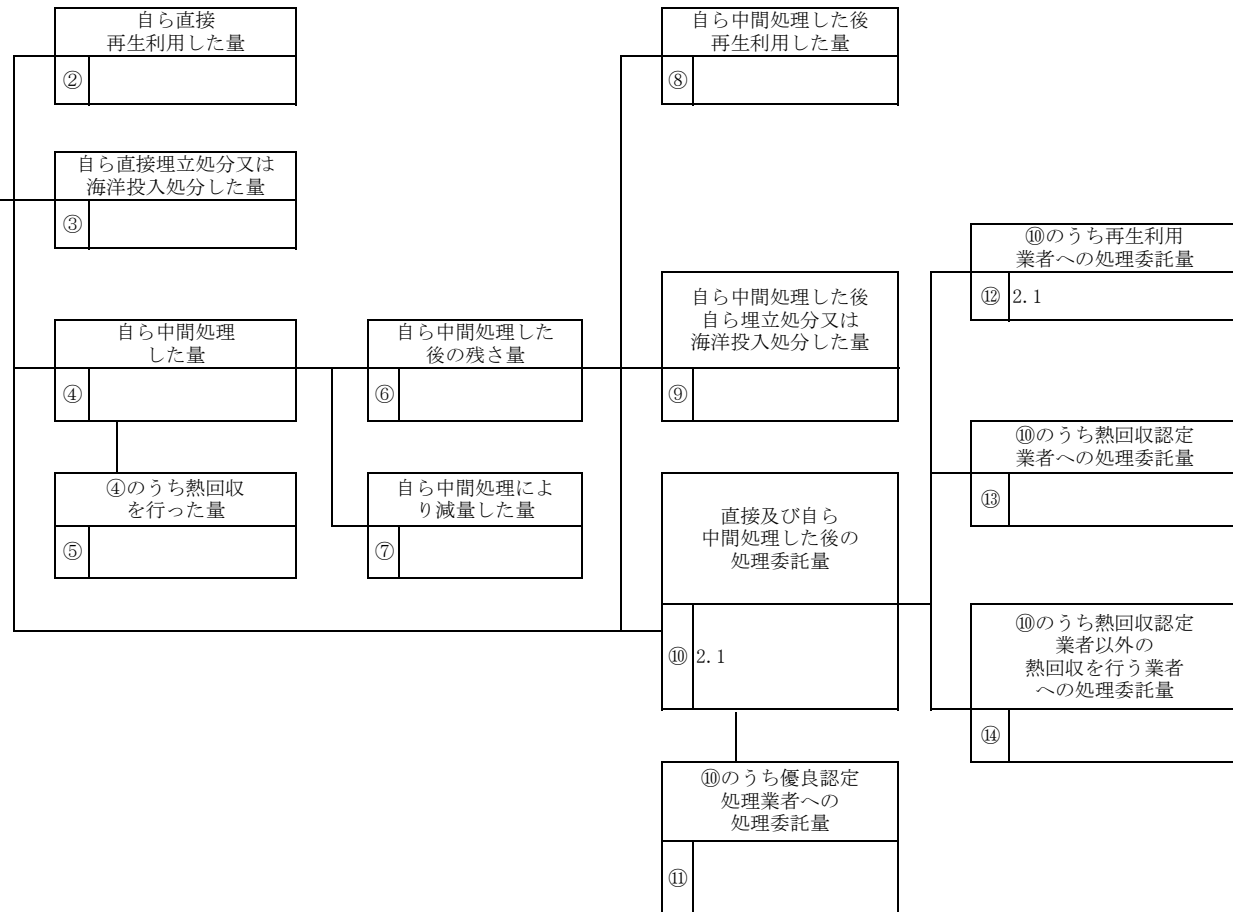 自ら直接
再生利用した量
②
自ら直接埋立処分又は
海洋投入処分した量
③
自ら中間処理
した量
④
④のうち熱回収
を行った量
⑤
自ら中間処理した
後の残さ量
⑥
自ら中間処理によ
り減量した量
⑦
自ら中間処理した後
再生利用した量
⑧
自ら中間処理した後
自ら埋立処分又は
海洋投入処分した量
⑨
直接及び自ら
中間処理した後の
処理委託量
⑩ 2.1
⑩のうち優良認定
処理業者への
処理委託量
⑪
⑩のうち再生利用
業者への処理委託量
⑫ 2.1
⑩のうち熱回収認定
業者への処理委託量
⑬
⑩のうち熱回収認定
業者以外の
熱回収を行う業者
への処理委託量
⑭